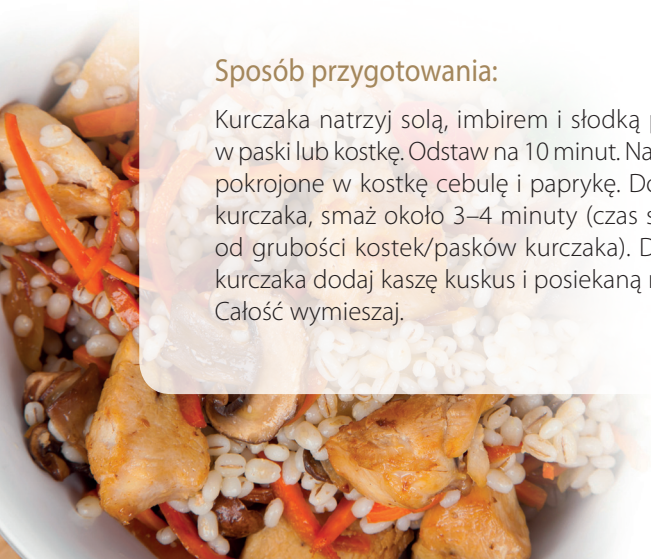 Sposób przygotowania:
Kurczaka natrzyj solą, imbirem i słodką
w paski lub kostkę. Odstaw na 10 minut. Na
pokrojone w kostkę cebulę i paprykę.
kurczaka, smaż około 3–4 minuty (czas
od grubości kostek/pasków kurczaka).
kurczaka dodaj kaszę kuskus i posiekaną
Całość wymieszaj.